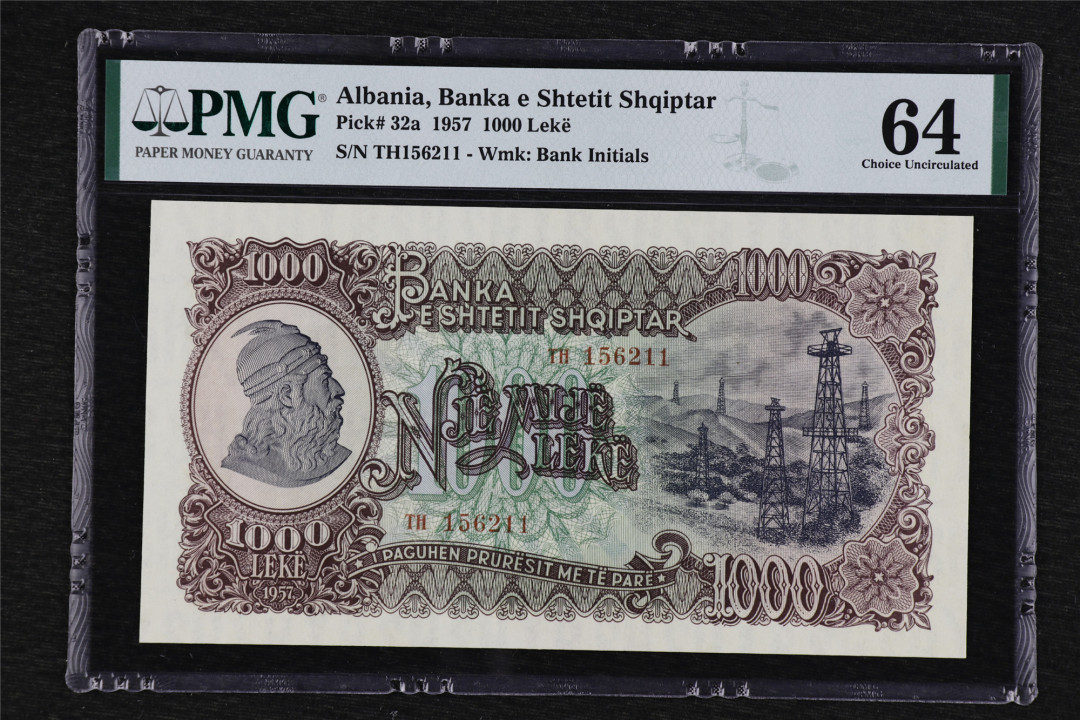 PMG®
PAPER MONEY GUARANTY
Albania, Banka e Shtetit Shqiptar
Pick# 32a 1957 1000 Lekë
S/N TH156211 - Wmk: Bank Initials
64
Choice Uncirculated
1000
1000
BANKA
E SHTETIT SHQIPTAR
TH 156211
1000
NJË MIJË
LEKË
TH 156211
1000
LEKË
1957
I PAGUHEN PRURËSIT ME TË PARË
1000